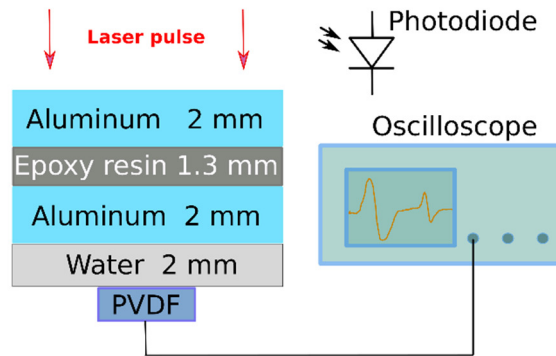 Laser pulse
Photodiode
Aluminum 2 mm
Epoxy resin 1.3 mm
Aluminum 2 mm
Water 2 mm
PVDF
Oscilloscope